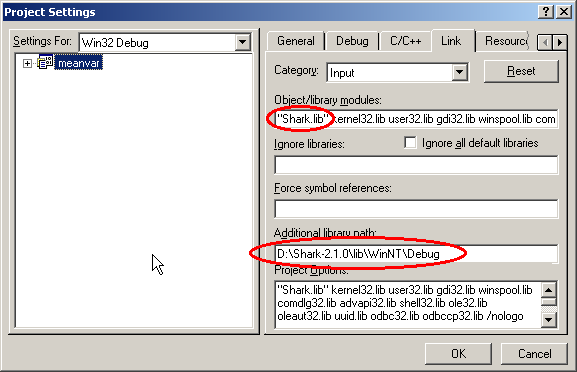 Project Settings
Settings For: Win32 Debug
meanvar
General Debug C/C++ Link Resource
Category: Input Reset
Object/library modules:
"Shark.lib" kernel32.lib user32.lib gdi32.lib winspool.lib com
Ignore libraries: Ignore all default libraries
Force symbol references:
Additional library path:
D:\Shark-2.1.0\lib\WinNT\Debug
Project Options:
"Shark.lib" kernel32.lib user32.lib gdi32.lib winspool.lib
comdlg32.lib advapi32.lib shell32.lib ole32.lib
oleaut32.lib uuid.lib odbc32.lib odbccp32.lib /nologo
OK Cancel